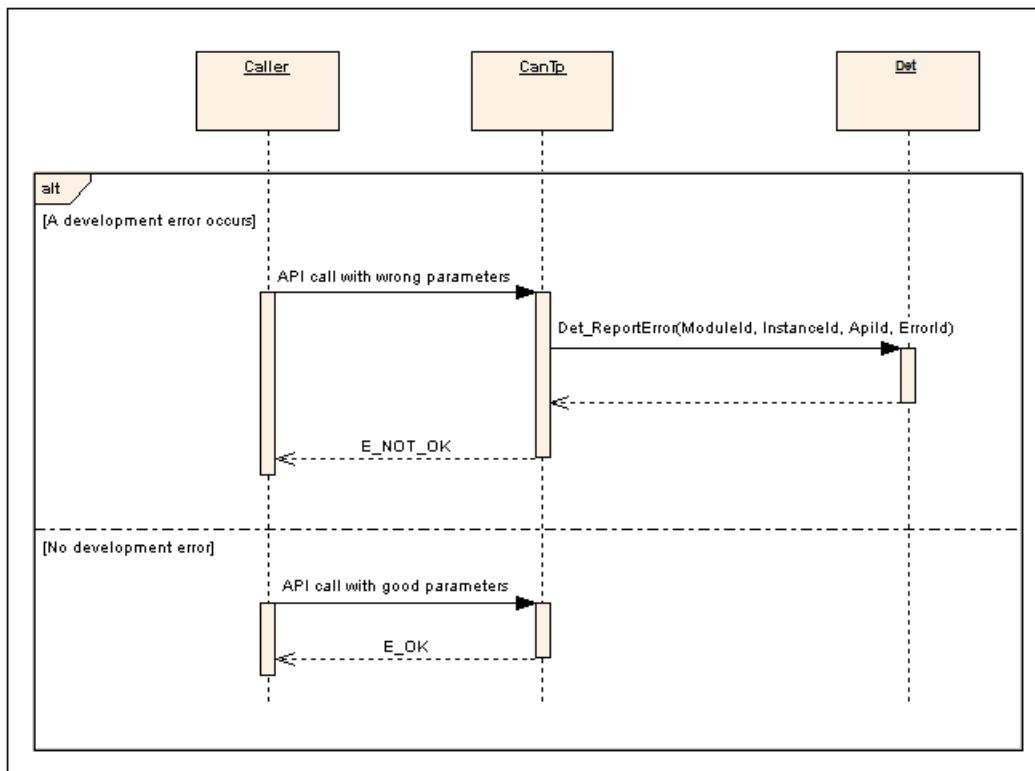 Caller
CanTp
Det
alt
[A development error occurs]
API call with wrong parameters
Det_ReportError(ModuleId, InstanceId, ApiId, ErrorId)
E_NOT_OK
[No development error]
API call with good parameters
E_OK